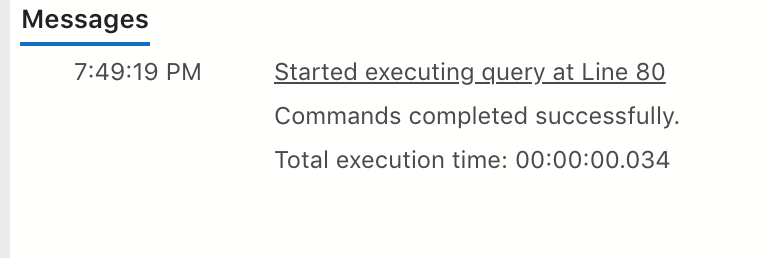 Messages
7:49:19 PM Started executing query at Line 80
Commands completed successfully.
Total execution time: 00:00:00.034